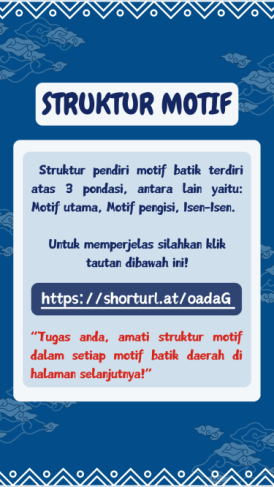 STRUKTUR MOTIF
Struktur pendiri motif batik terdiri
atas 3 pondasi, antara lain yaitu:
Motif utama, Motif pengisi, Isen-Isen.
Untuk memperjelas silahkan klik
tautan dibawah ini!
https://shorturl.at/oadaG
“Tugas anda, amati struktur motif
dalam setiap motif batik daerah di
halaman selanjutnya!”